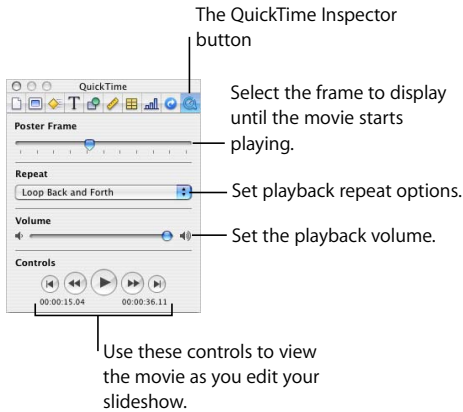 The QuickTime Inspector
button
QuickTime
T
Select the frame to display
until the movie starts
playing.
Poster Frame
Repeat
Loop Back and Forth
Set playback repeat options.
Volume
Set the playback volume.
Controls
00:00:15.04 00:00:36.11
Use these controls to view
the movie as you edit your
slideshow.